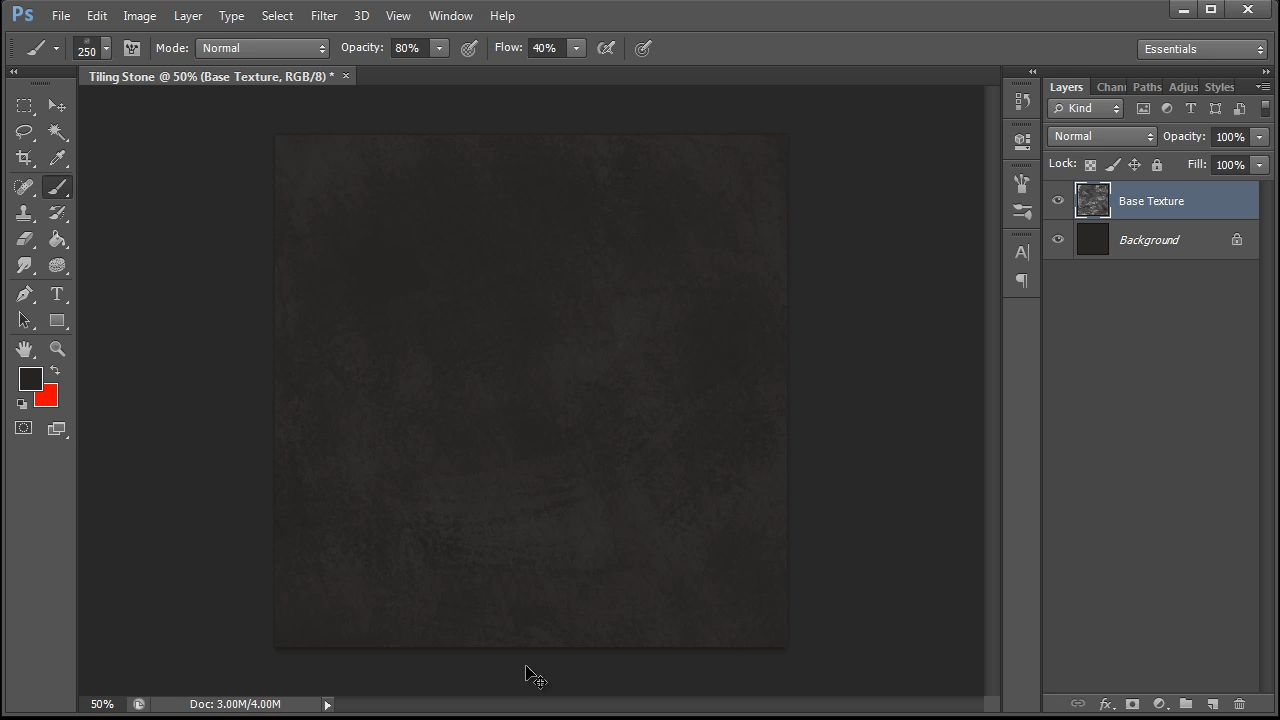 Ps File Edit Image Layer Type Select Filter 3D View Window Help
250 Mode: Normal Opacity: 80% Flow: 40% Essentials
Tiling Stone @ 50% (Base Texture, RGB/8) * ×
Layers Chann Paths Adjus Styles
Kind
Normal Opacity: 100%
Lock: Fill: 100%
Base Texture
Background
50% Doc: 3.00M/4.00M